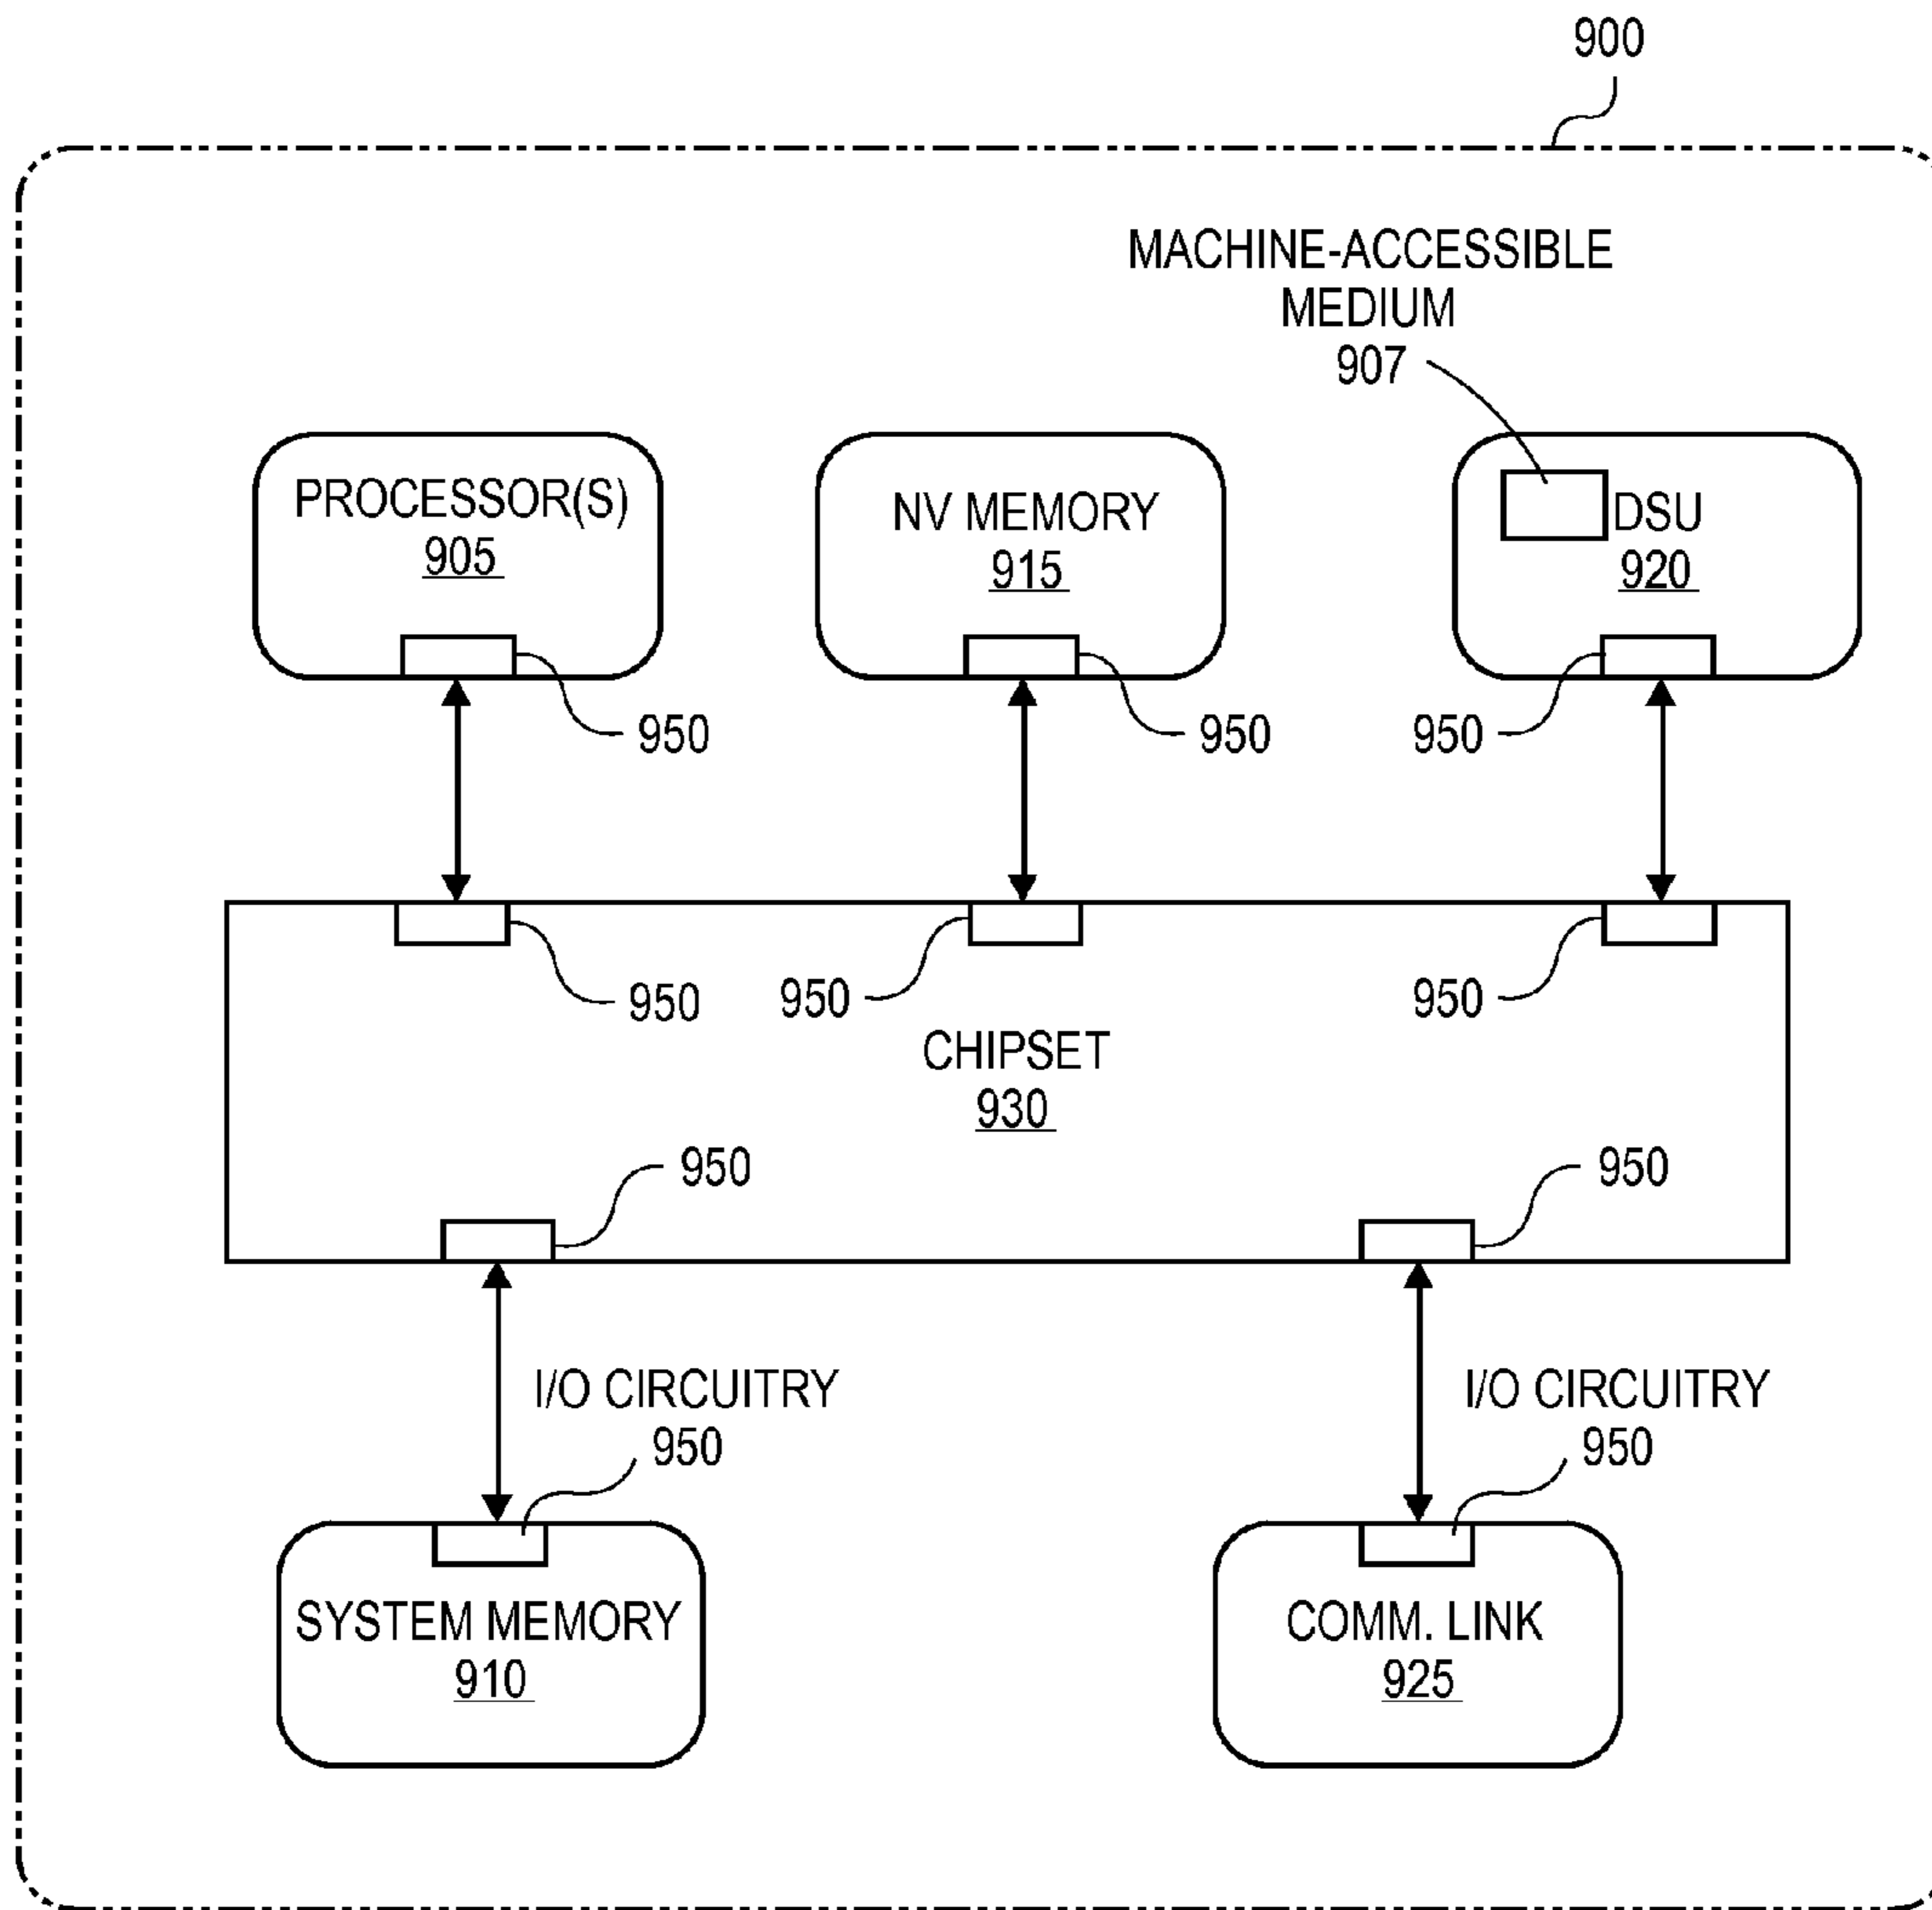 900
MACHINE-ACCESSIBLE
MEDIUM
907
PROCESSOR(S)
905
NV MEMORY
915
DSU
920
950
950
950
950
950
950
CHIPSET
930
950
950
I/O CIRCUITRY
950
I/O CIRCUITRY
950
SYSTEM MEMORY
910
COMM. LINK
925